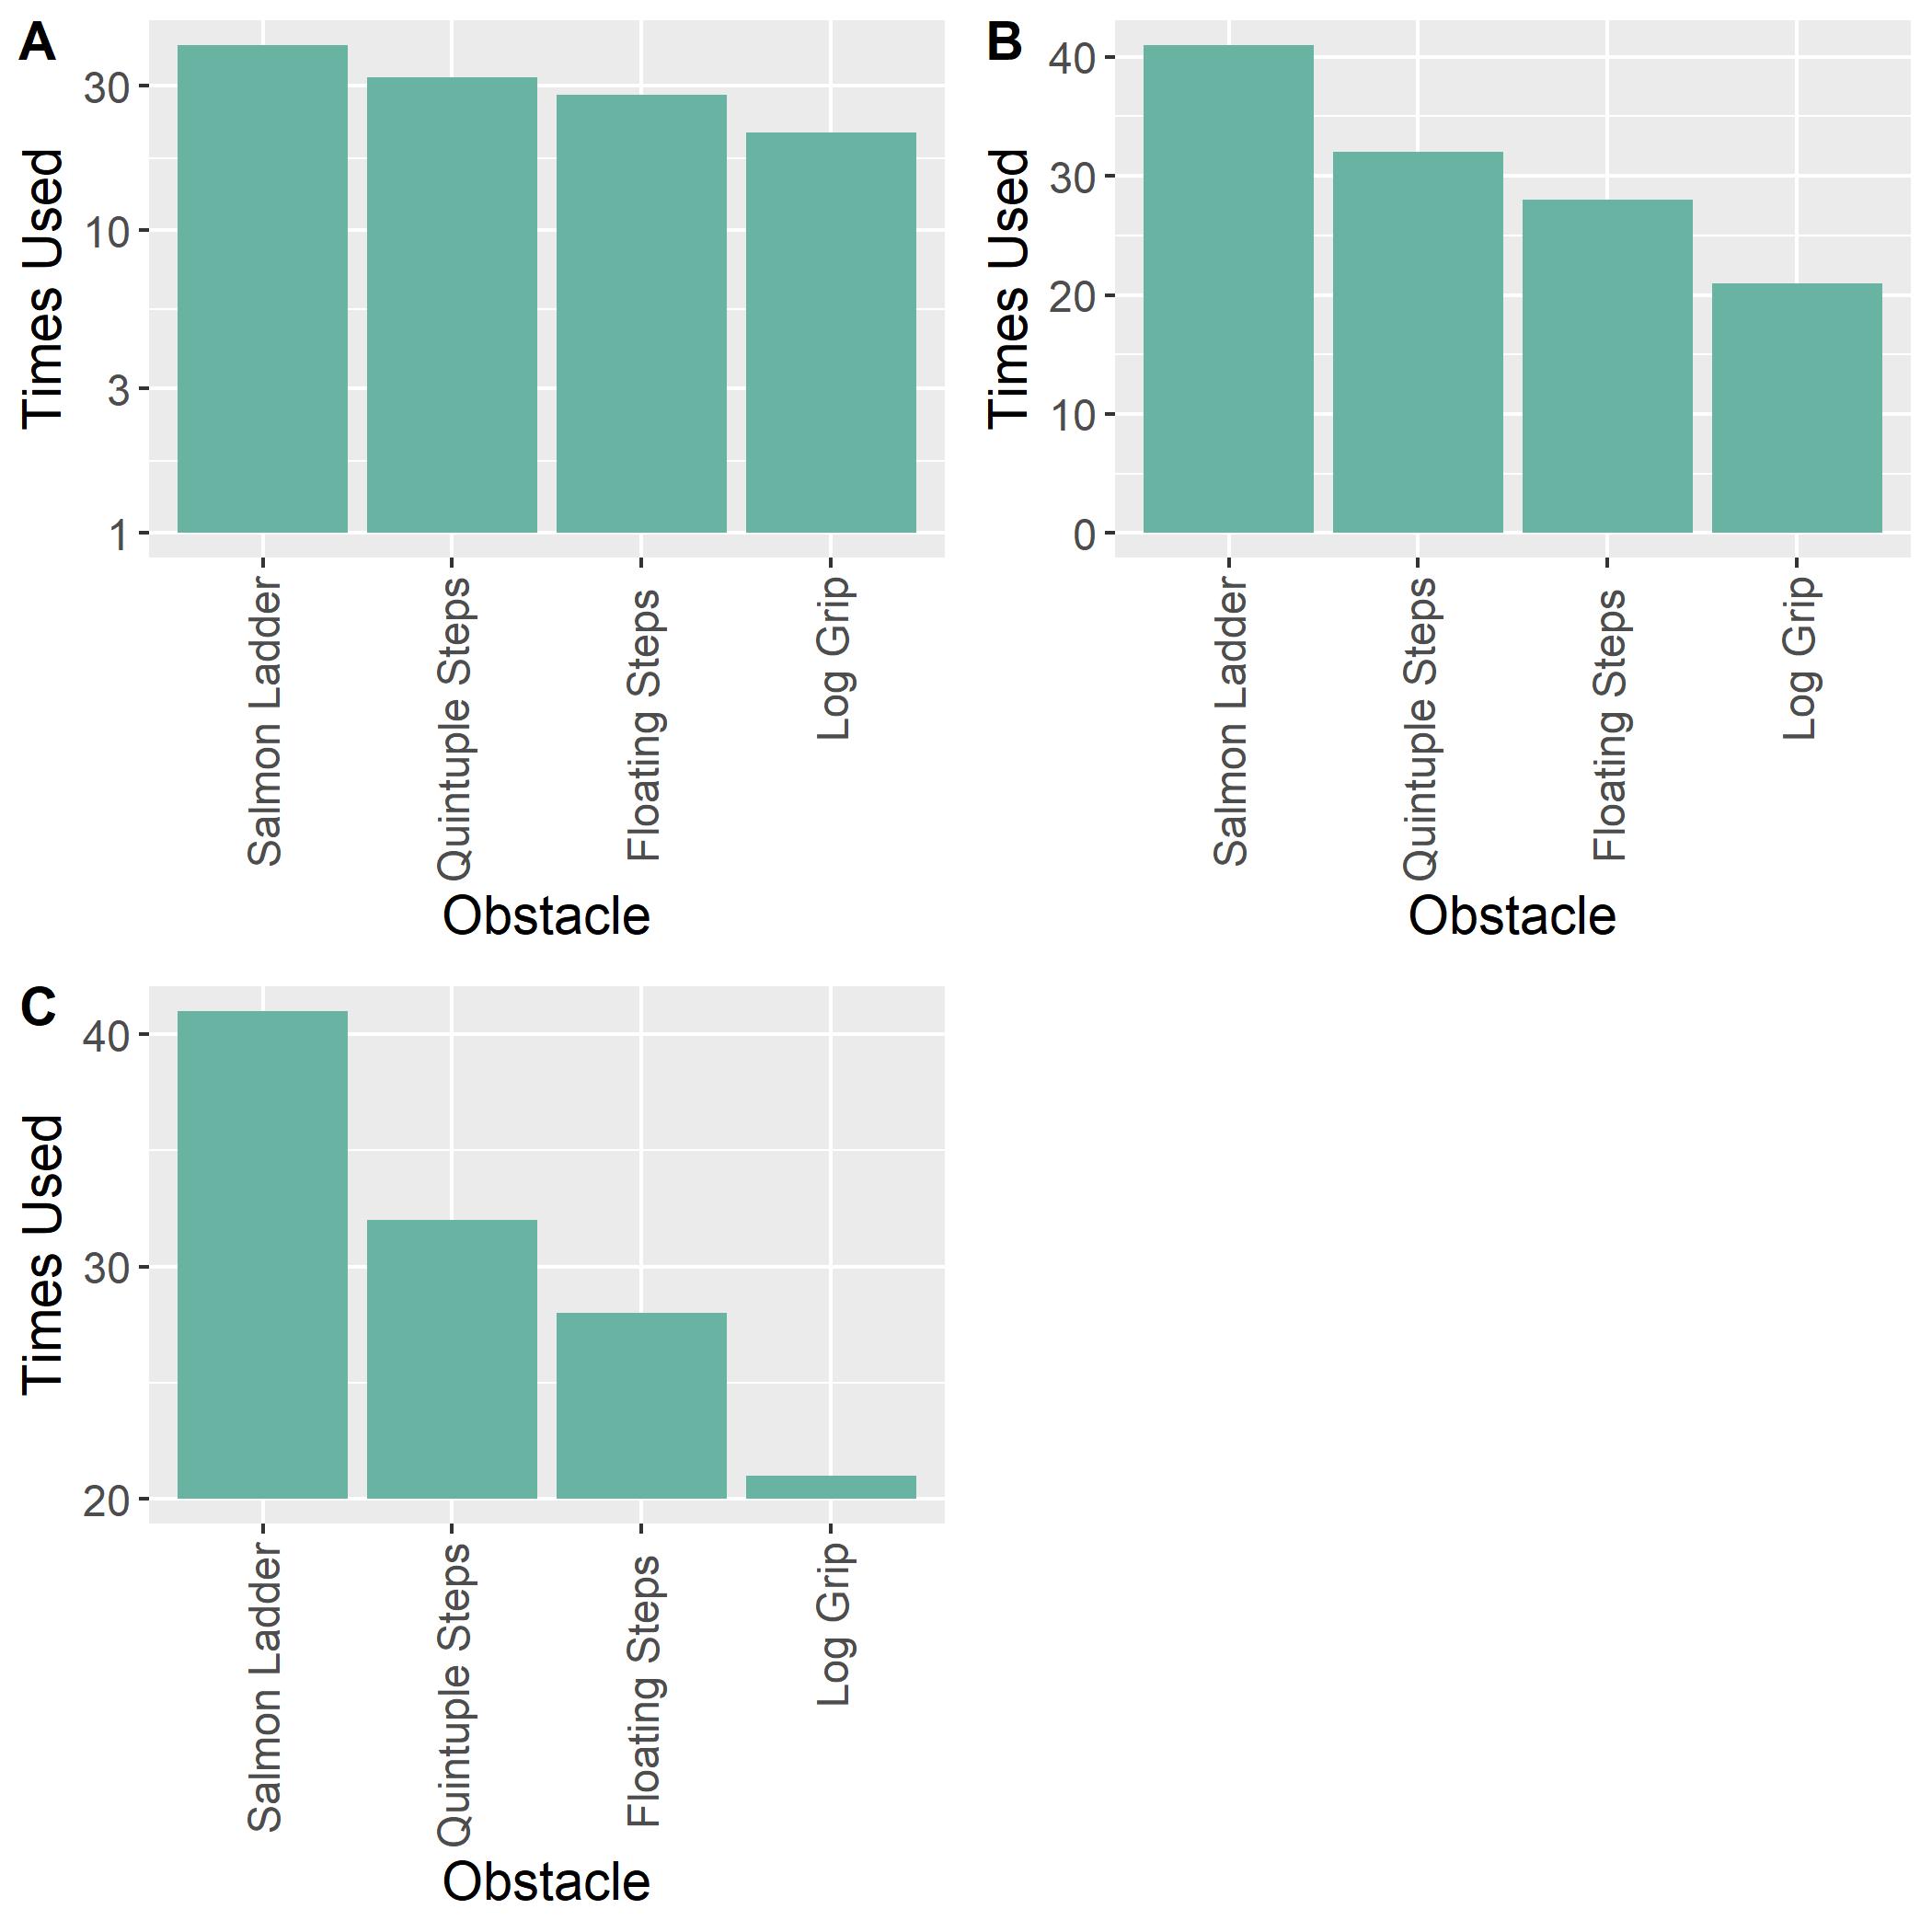 A
Times Used
30
10
3
1
Salmon Ladder
Quintuple Steps
Floating Steps
Log Grip
Obstacle
B
Times Used
40
30
20
10
0
Salmon Ladder
Quintuple Steps
Floating Steps
Log Grip
Obstacle
C
Times Used
40
30
20
Salmon Ladder
Quintuple Steps
Floating Steps
Log Grip
Obstacle